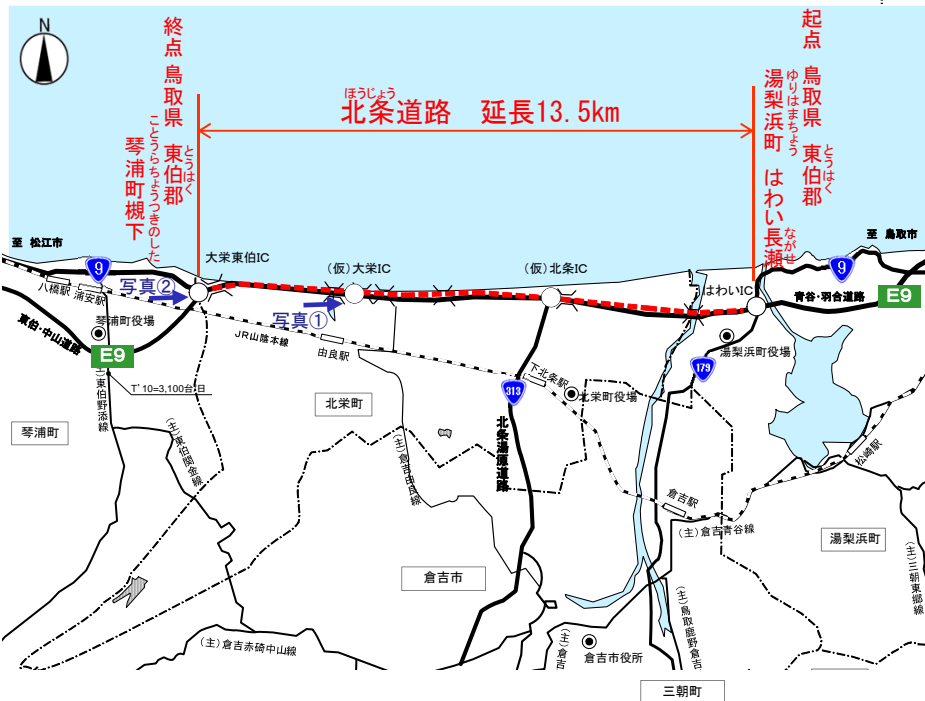 N
ほうじょう
北条道路　延長13.5km
終点 鳥取県 東伯郡
とうはく
琴浦町槻下
ことうらちょうつきのした
起点 鳥取県 東伯郡
とうはく
湯梨浜町 はわい長瀬
ゆりはまちょう
ながせ
至 松江市
至 鳥取市
9
大栄東伯IC
(仮)大栄IC
(仮)北条IC
はわいIC
9
E9
青谷・羽合道路
八橋駅
浦安駅
写真②
写真①
琴浦町役場
東伯・中山道路
E9
JR山陰本線
由良駅
下北条駅
北栄町役場
湯梨浜町役場
179
313
T'10=3,100台/日
(主)東伯野添線
(主)東伯関金線
琴浦町
北栄町
(主)倉吉由良線
北条湯原道路
倉吉駅
松崎駅
(主)倉吉青谷線
湯梨浜町
(主)三朝東郷線
倉吉市
(主)倉吉赤碕中山線
(主)倉吉
倉吉市役所
(主)鳥取鹿野倉吉
三朝町